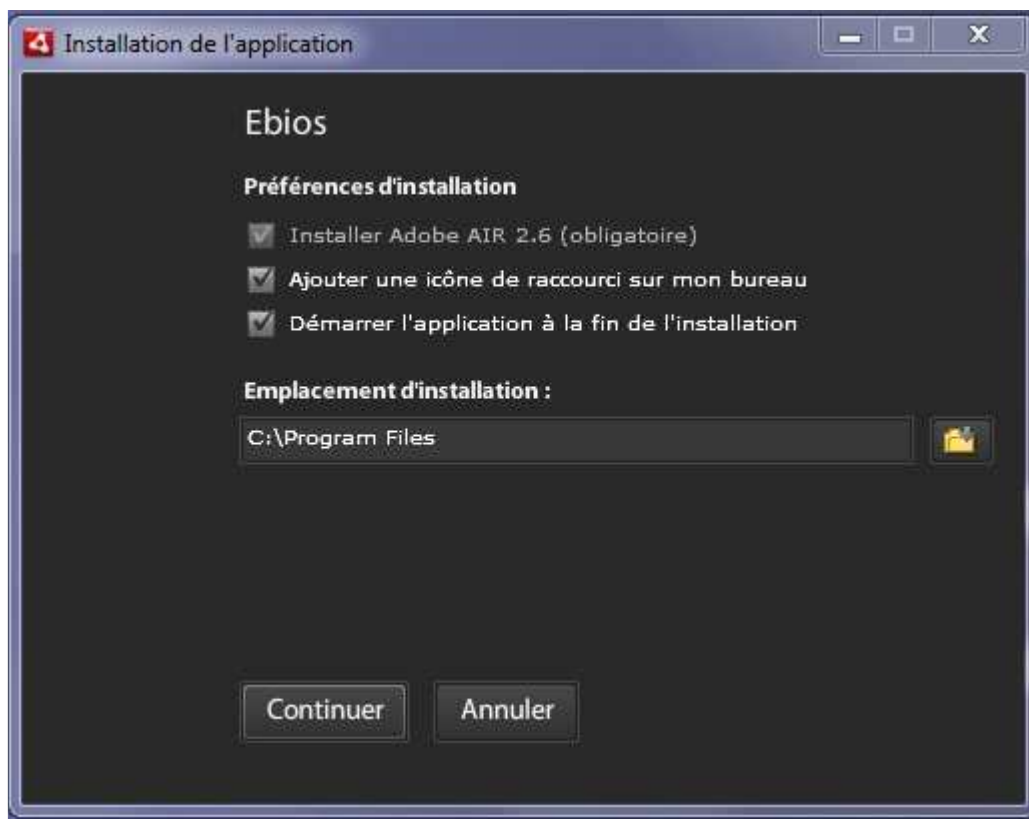 Installation de l'application
Ebios
Préférences d'installation
Installer Adobe AIR 2.6 (obligatoire)
Ajouter une icône de raccourci sur mon bureau
Démarrer l'application à la fin de l'installation
Emplacement d'installation :
C:\Program Files
Continuer Annuler